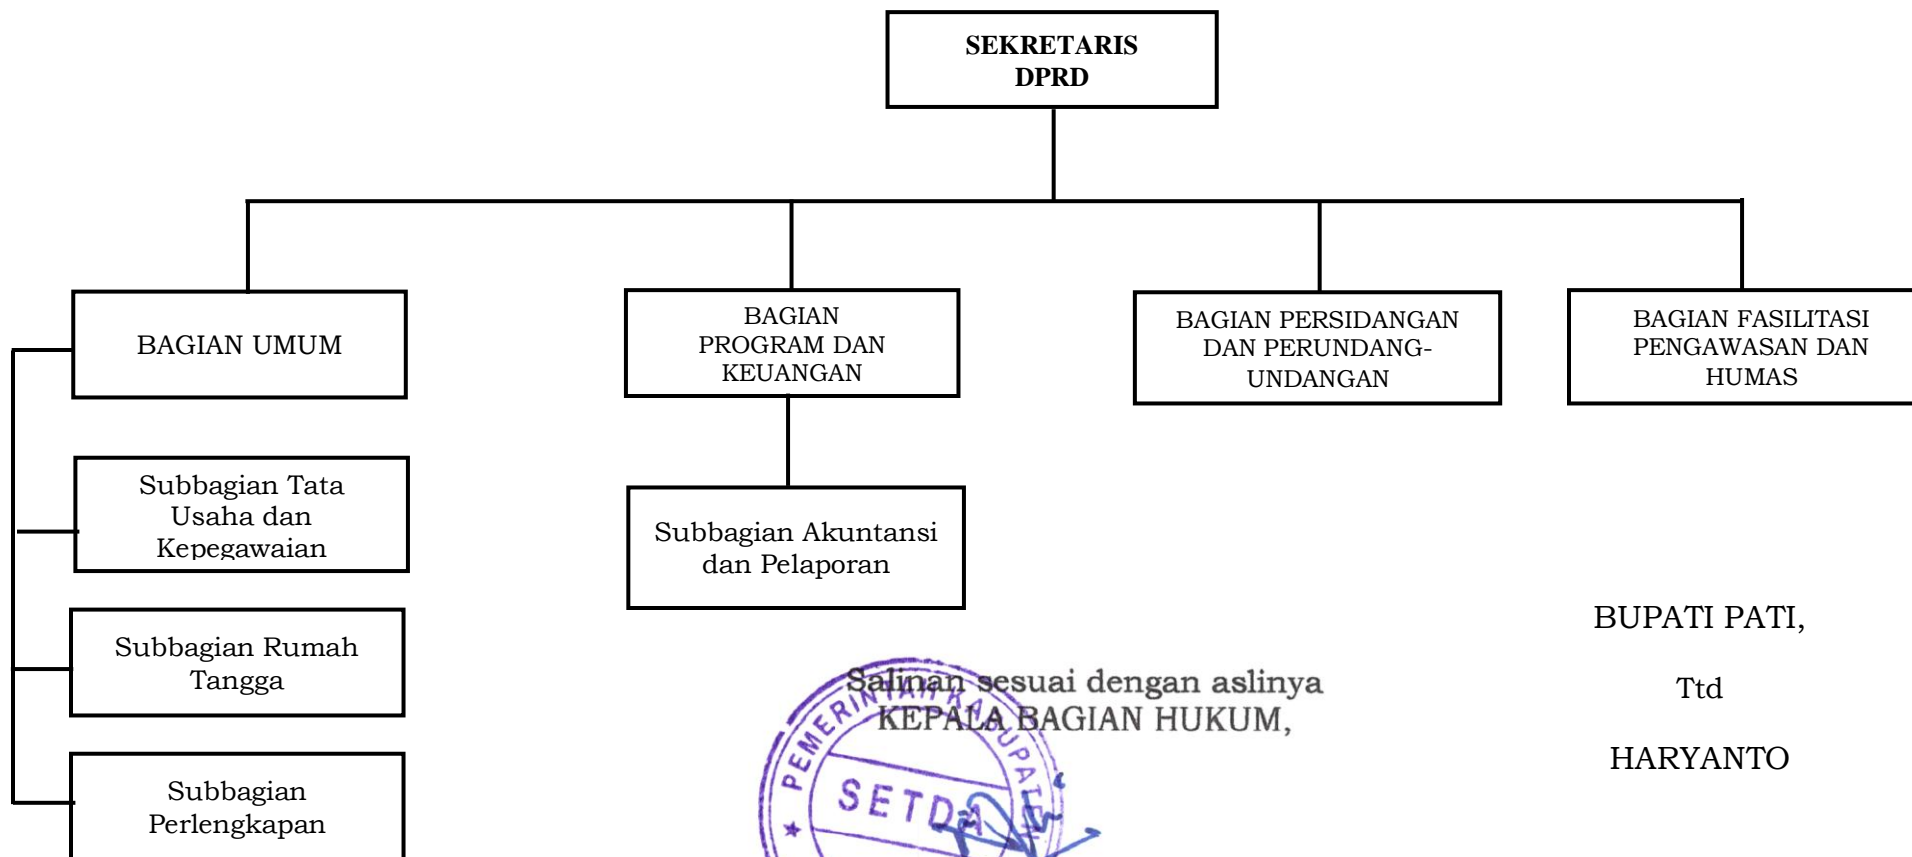 SEKRETARIS
DPRD
BAGIAN UMUM
BAGIAN
PROGRAM DAN
KEUANGAN
BAGIAN PERSIDANGAN
DAN PERUNDANG-
UNDANGAN
BAGIAN FASILITASI
PENGAWASAN DAN
HUMAS
Subbagian Tata
Usaha dan
Kepegawaian
Subbagian Akuntansi
dan Pelaporan
Subbagian Rumah
Tangga
Subbagian
Perlengkapan
Salinan sesuai dengan aslinya
KEPALA BAGIAN HUKUM,
PEMERINTAH KABUPATEN
SETDA
BUPATI PATI,
Ttd
HARYANTO